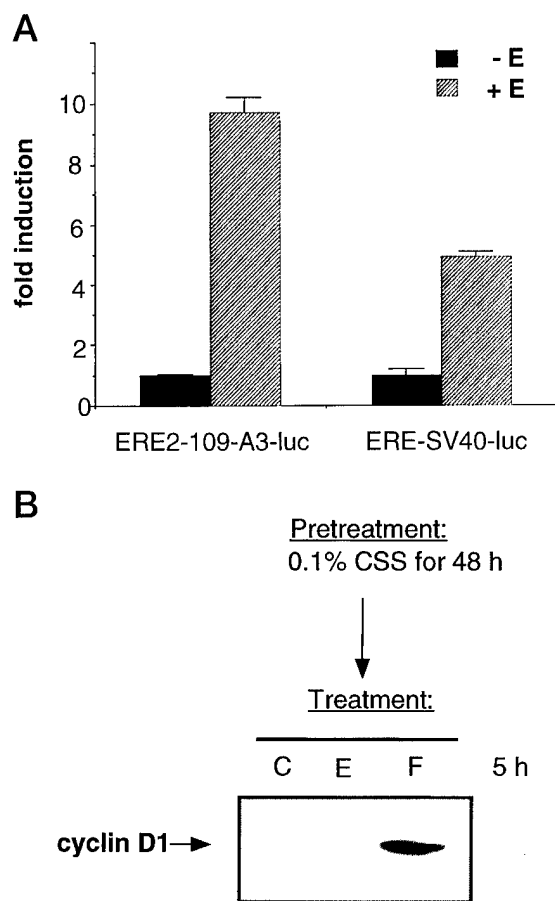 A
- E
+ E
fold induction
10
8
6
4
2
0
ERE2-109-A3-luc
ERE-SV40-luc
B
Pretreatment:
0.1% CSS for 48 h
Treatment:
C E F 5 h
cyclin D1